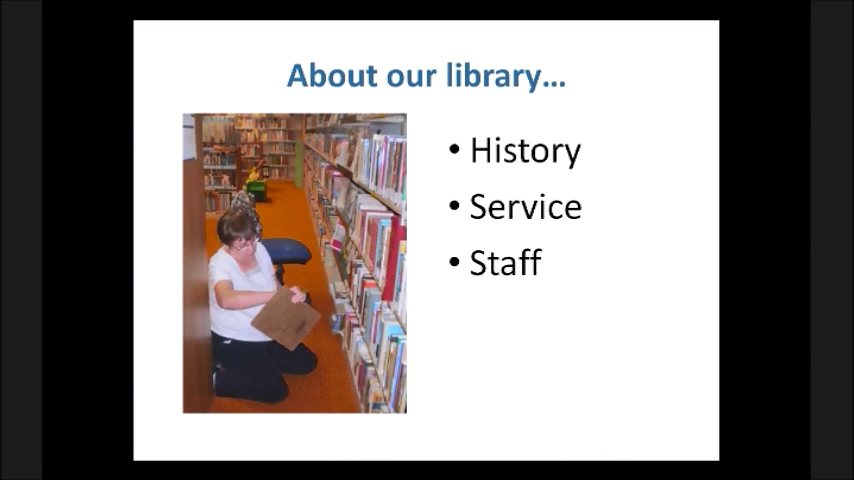 About our library...
• History
• Service
• Staff